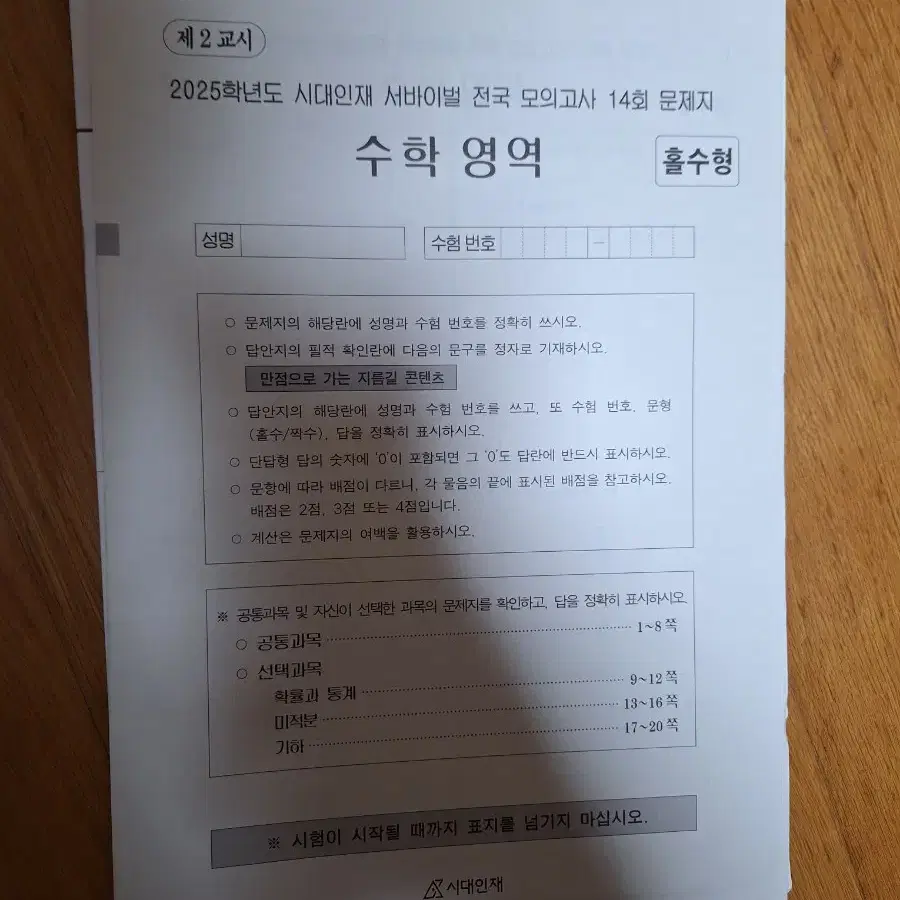 제 2 교시
2025학년도 시대인재 서바이벌 전국 모의고사 14회 문제지
수학 영역
홀수형
성명
수험 번호
–
○ 문제지의 해당란에 성명과 수험 번호를 정확히 쓰시오.
○ 답안지의 필적 확인란에 다음의 문구를 정자로 기재하시오.
만점으로 가는 지름길 콘텐츠
○ 답안지의 해당란에 성명과 수험 번호를 쓰고, 또 수험 번호, 문형
(홀수/짝수), 답을 정확히 표시하시오.
○ 단답형 답의 숫자에 '0'이 포함되면 그 '0'도 답란에 반드시 표시하시오.
○ 문항에 따라 배점이 다르니, 각 물음의 끝에 표시된 배점을 참고하시오.
배점은 2점, 3점 또는 4점입니다.
○ 계산은 문제지의 여백을 활용하시오.
※ 공통과목 및 자신이 선택한 과목의 문제지를 확인하고, 답을 정확히 표시하시오.
○ 공통과목 1~8 쪽
○ 선택과목
확률과 통계 9~12 쪽
미적분 13~16 쪽
기하 17~20 쪽
※ 시험이 시작될 때까지 표지를 넘기지 마십시오.
시대인재